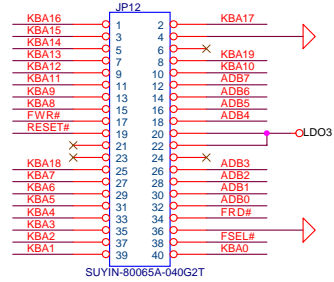 JP12
KBA16 1 2 KBA17
KBA15 3 4
KBA14 5 6
KBA13 7 8 KBA19
KBA12 9 10 KBA10
KBA11 11 12 ADB7
KBA9 13 14 ADB6
KBA8 15 16 ADB5
FWR# 17 18 ADB4
RESET# 19 20 LDO3
21 22
23 24
KBA18 25 26 ADB3
KBA7 27 28 ADB2
KBA6 29 30 ADB1
KBA5 31 32 ADB0
KBA4 33 34 FRD#
KBA3 35 36
KBA2 37 38 FSEL#
KBA1 39 40 KBA0
SUYIN-80065A-040G2T